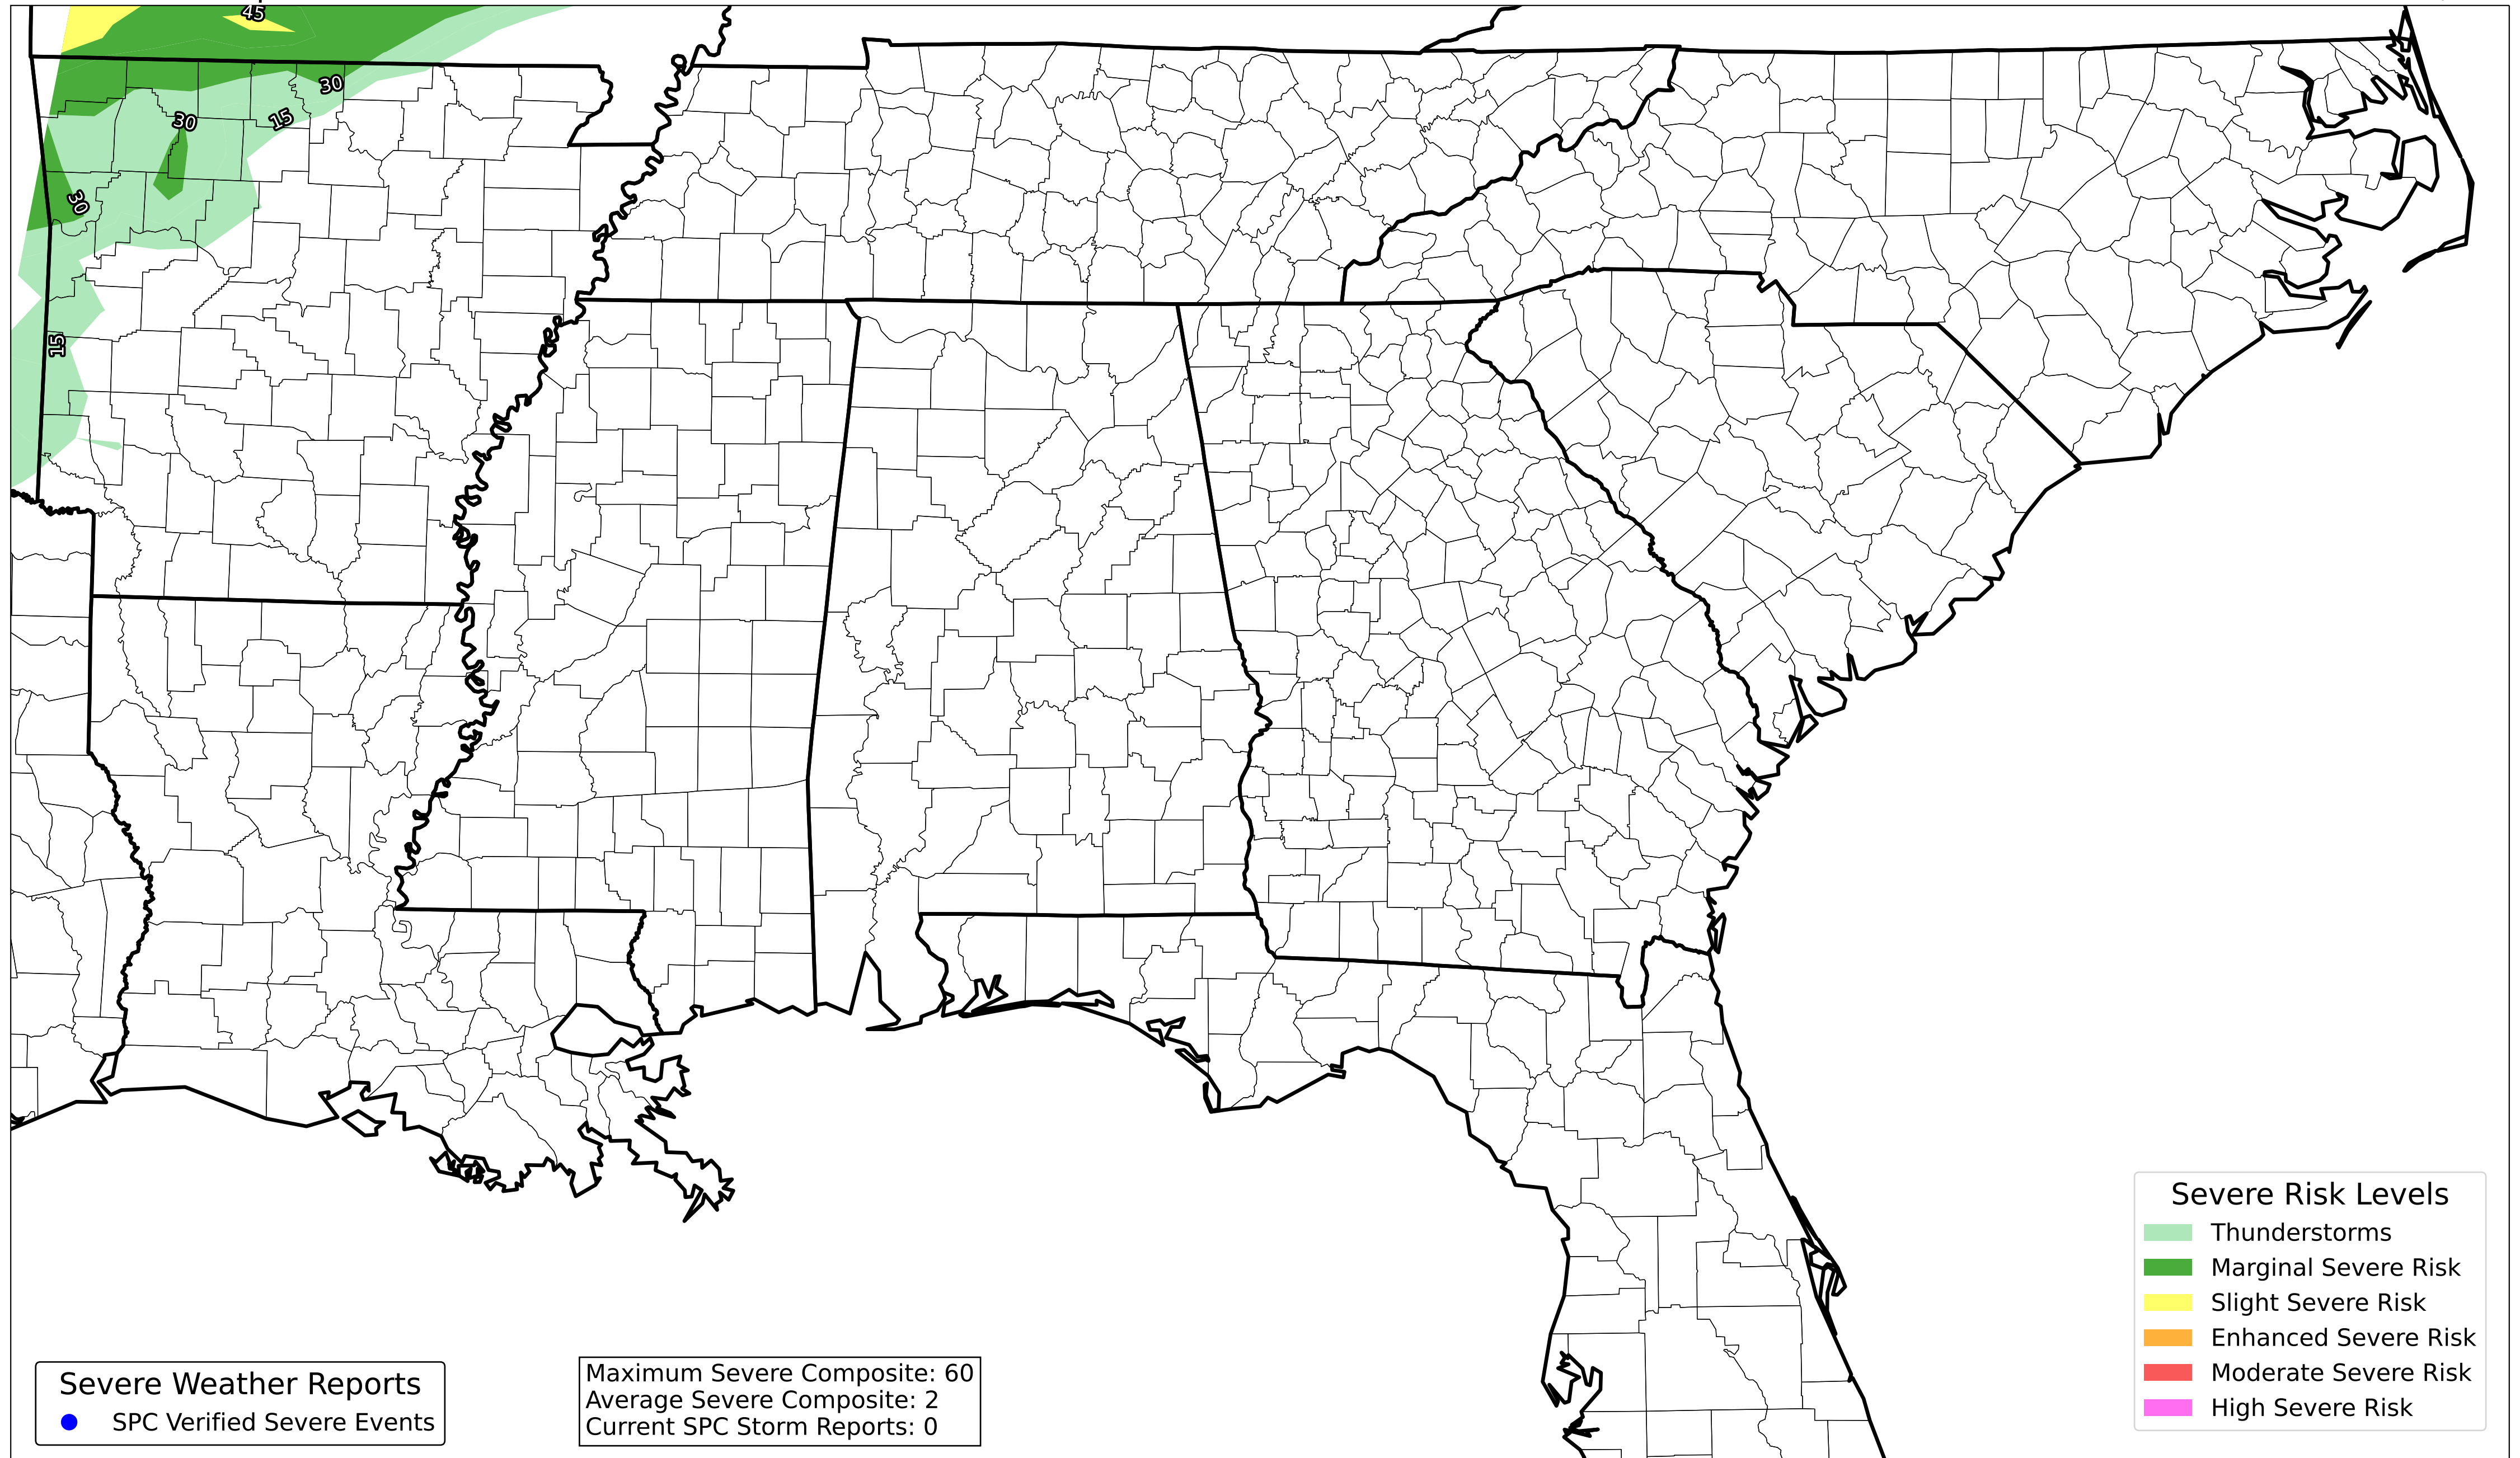 45
30
30
15
30
15
Severe Risk Levels
Thunderstorms
Marginal Severe Risk
Slight Severe Risk
Enhanced Severe Risk
Moderate Severe Risk
High Severe Risk
Severe Weather Reports
SPC Verified Severe Events
Maximum Severe Composite: 60
Average Severe Composite: 2
Current SPC Storm Reports: 0